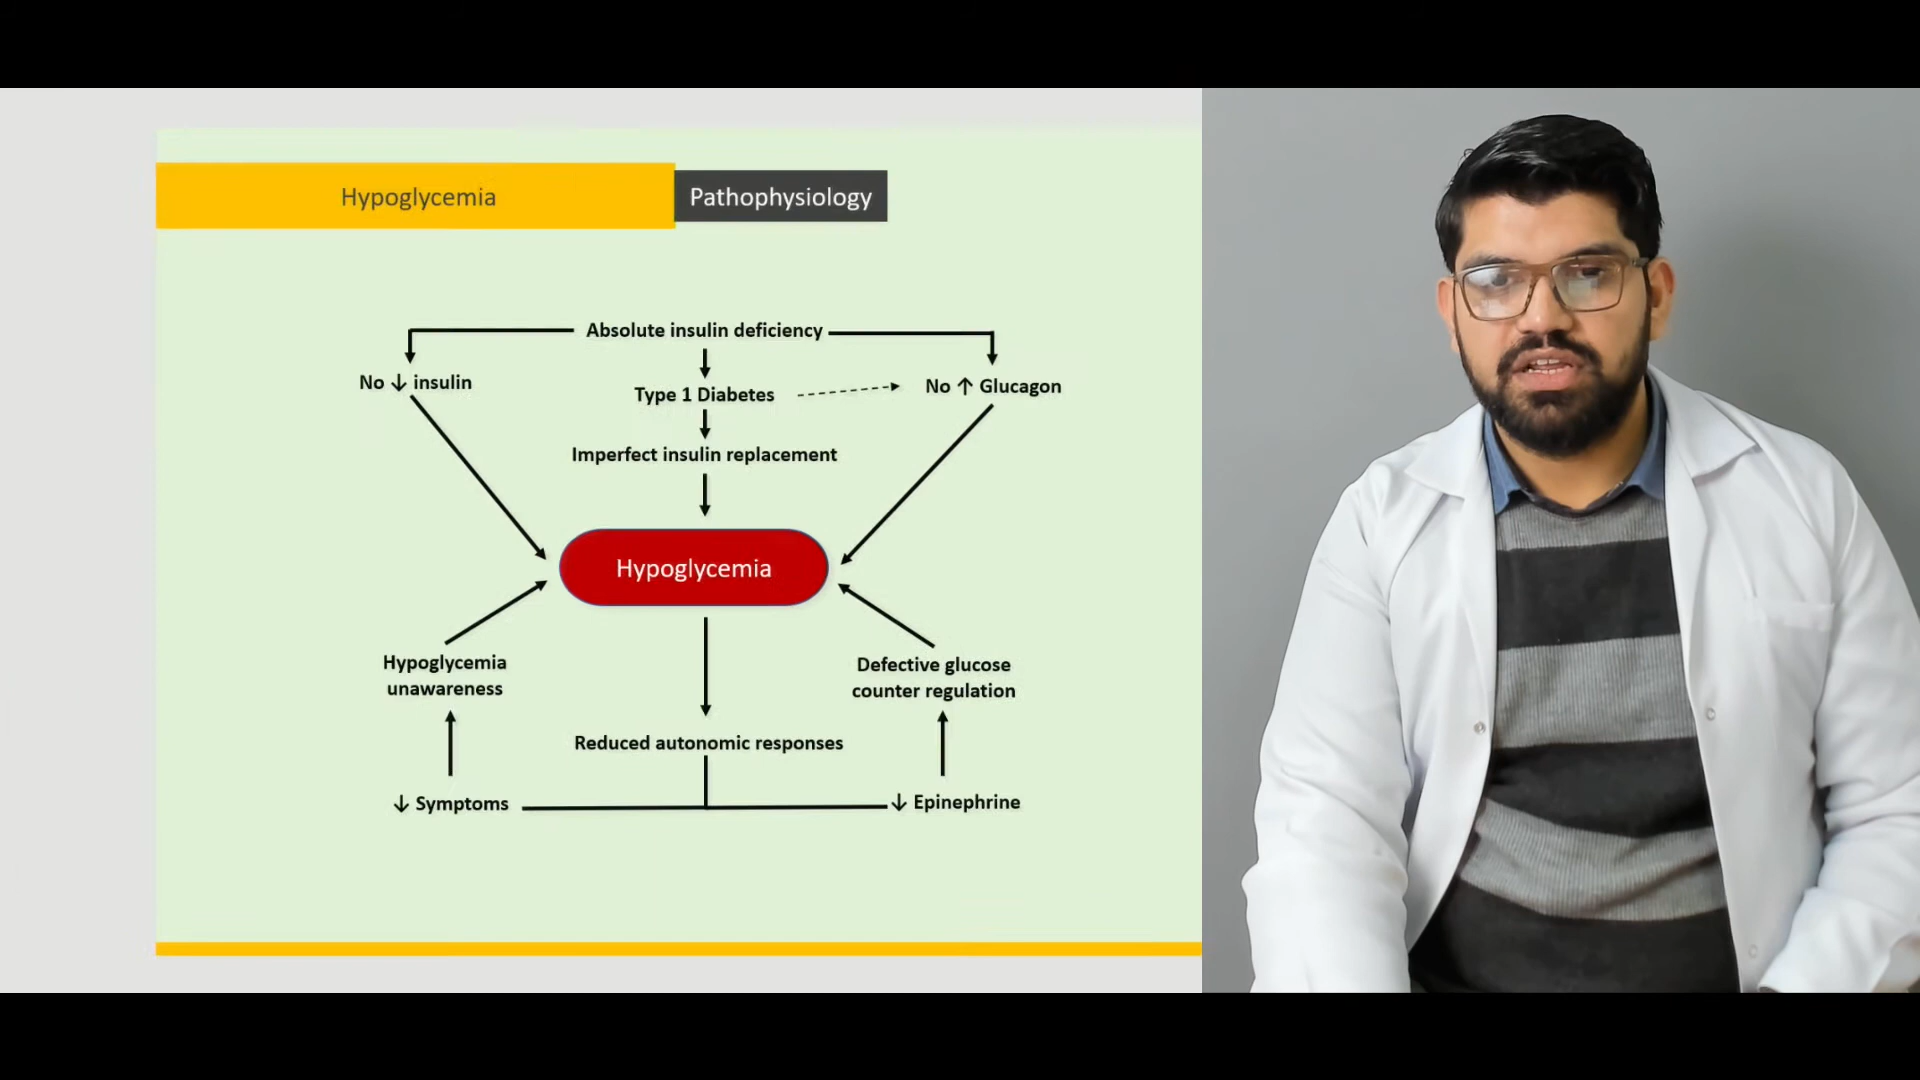 Hypoglycemia
Pathophysiology
Absolute insulin deficiency
No ↓ insulin
Type 1 Diabetes
No ↑ Glucagon
Imperfect insulin replacement
Hypoglycemia
Hypoglycemia
unawareness
Defective glucose
counter regulation
Reduced autonomic responses
↓ Symptoms
↓ Epinephrine